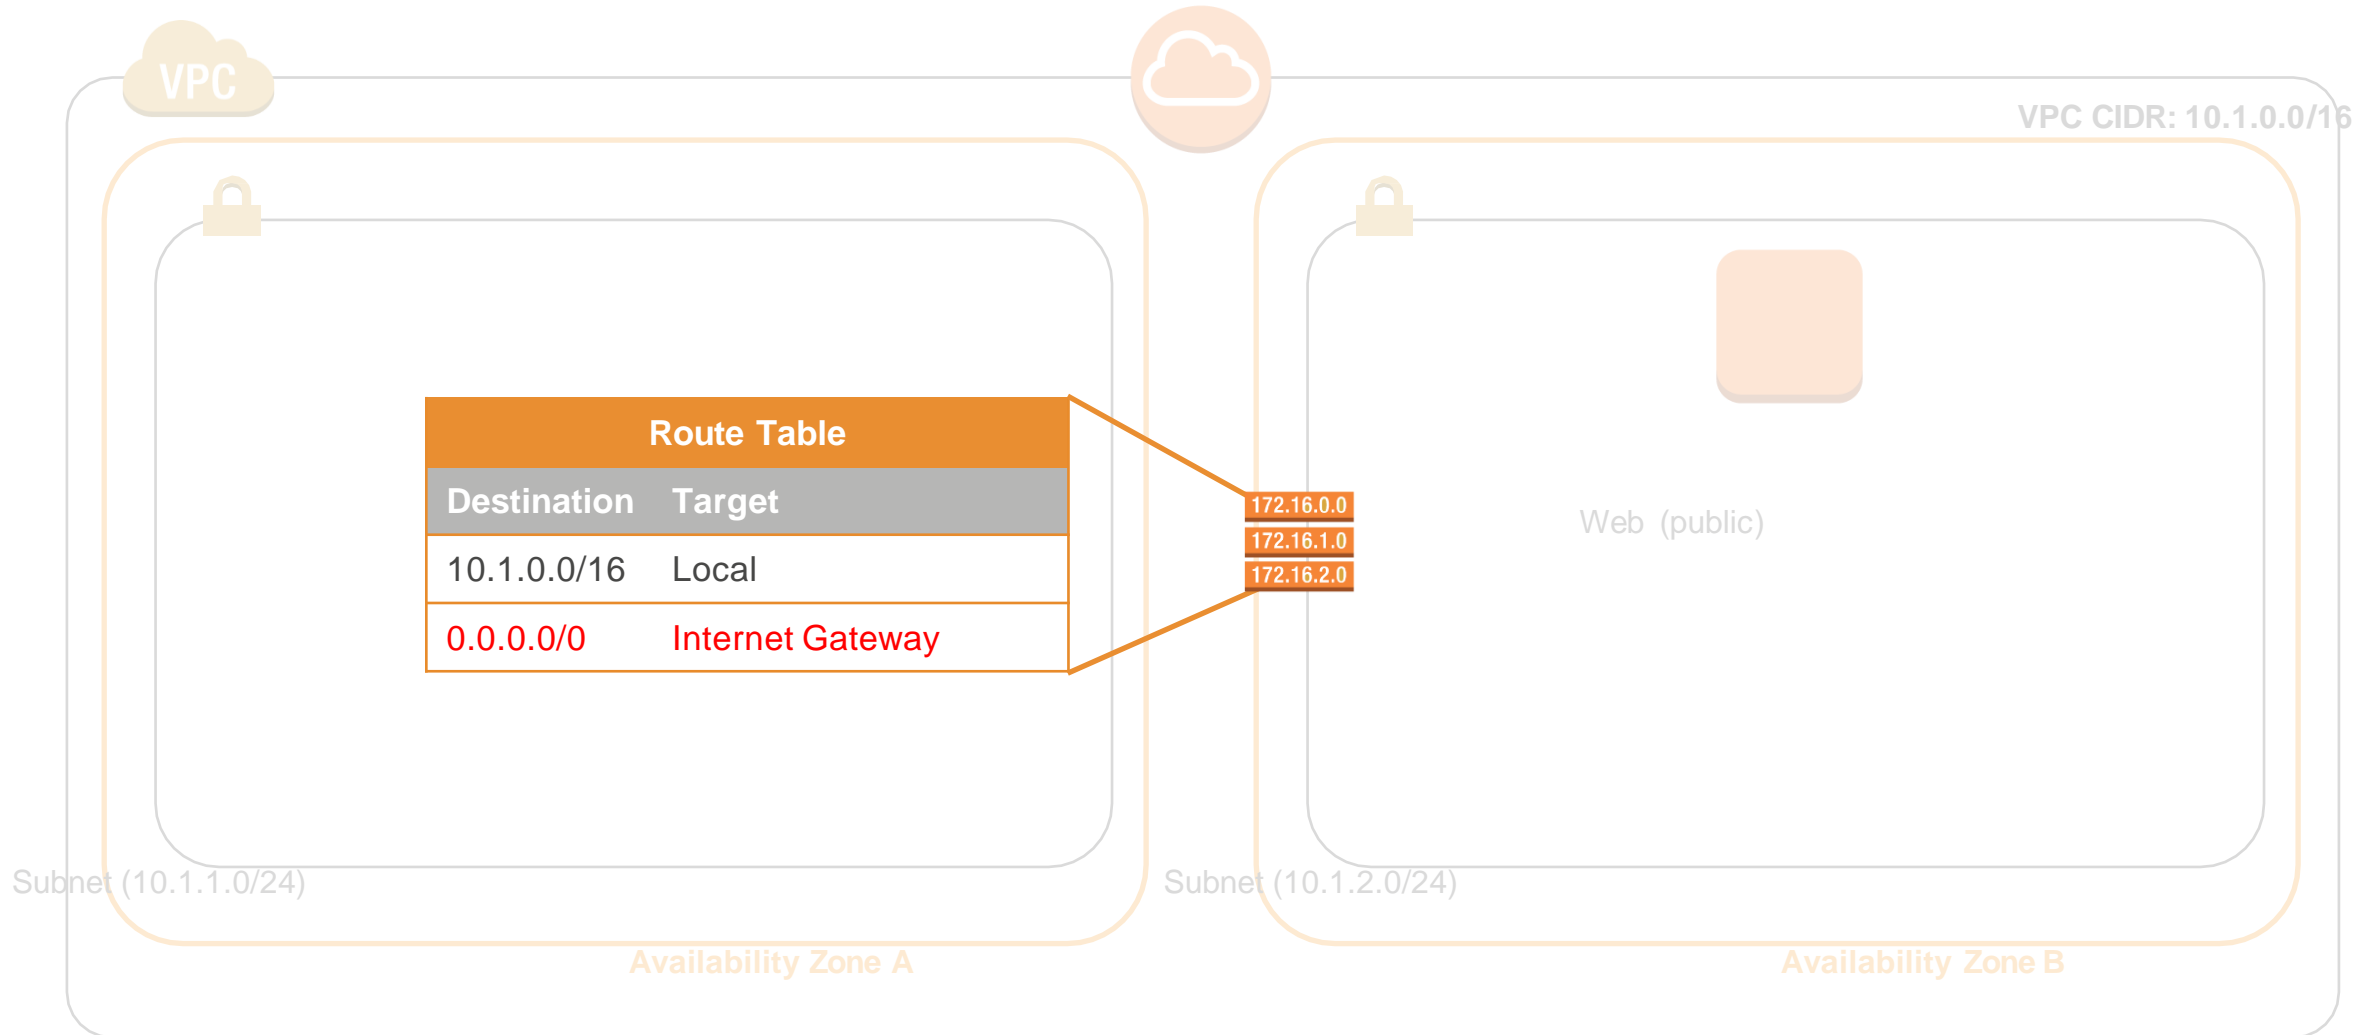 VPC
VPC CIDR: 10.1.0.0/16
Route Table
Destination Target
10.1.0.0/16 Local
0.0.0.0/0 Internet Gateway
172.16.0.0
172.16.1.0
172.16.2.0
Web (public)
Subnet (10.1.1.0/24)
Subnet (10.1.2.0/24)
Availability Zone A
Availability Zone B